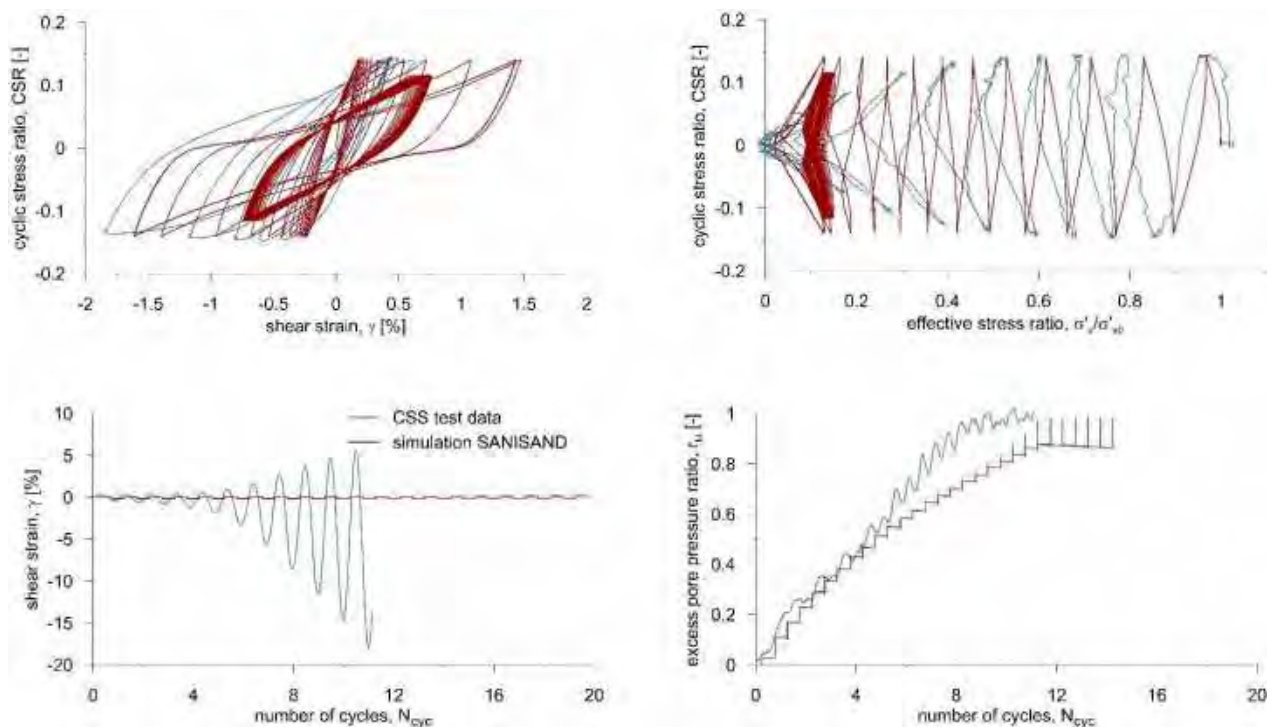 0.2
0.1
0
-0.1
-0.2
cyclic stress ratio, CSR [-]
-2 -1.5 -1 -0.5 0 0.5 1 1.5 2
shear strain, γ [%]
0.2
0.1
0
-0.1
-0.2
cyclic stress ratio, CSR [-]
0 0.2 0.4 0.6 0.8 1
effective stress ratio, σ'v/σ'v0
10
5
0
-5
-10
-15
-20
shear strain, γ [%]
CSS test data
simulation SANISAND
0 4 8 12 16 20
number of cycles, Ncyc
1
0.8
0.6
0.4
0.2
0
excess pore pressure ratio, ru [-]
0 4 8 12 16 20
number of cycles, Ncyc